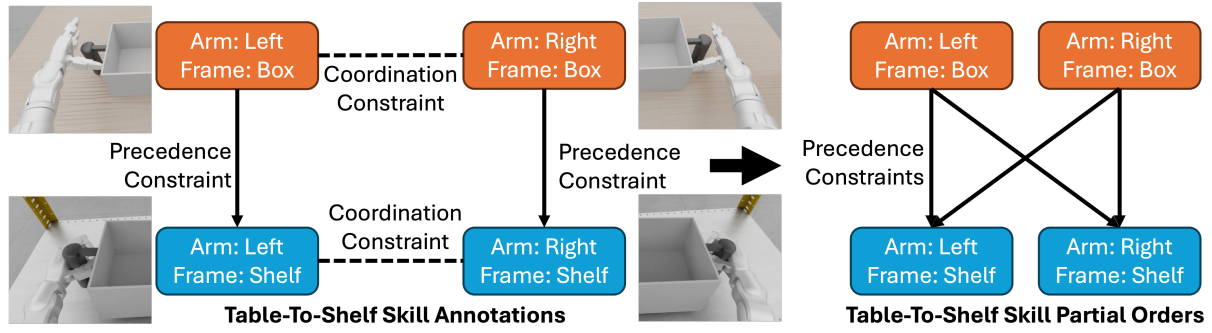 Arm: Left
Frame: Box
Coordination
Constraint
Arm: Right
Frame: Box
Precedence
Constraint
Precedence
Constraint
Arm: Left
Frame: Shelf
Coordination
Constraint
Arm: Right
Frame: Shelf
Table-To-Shelf Skill Annotations
Arm: Left
Frame: Box
Arm: Right
Frame: Box
Precedence
Constraints
Arm: Left
Frame: Shelf
Arm: Right
Frame: Shelf
Table-To-Shelf Skill Partial Orders